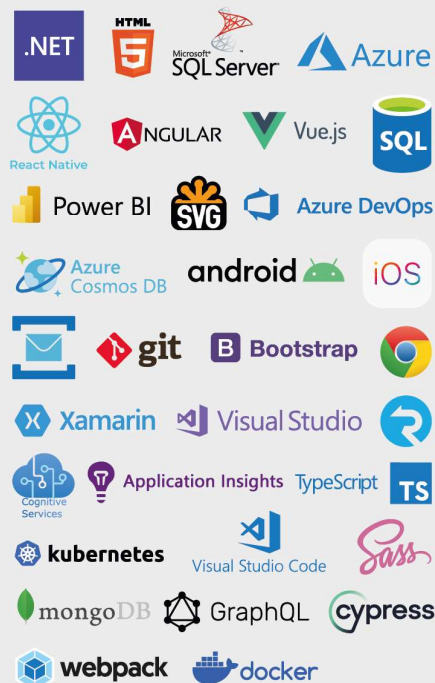 .NET
HTML
5
Microsoft®
SQL Server®
Azure
React Native
ANGULAR
Vue.js
SQL
Power BI
SVG
Azure DevOps
Azure
Cosmos DB
android
iOS
git
B Bootstrap
X Xamarin
Visual Studio
Cognitive
Services
Application Insights
TypeScript
TS
kubernetes
Visual Studio Code
Sass
mongoDB
GraphQL
cypress
webpack
docker